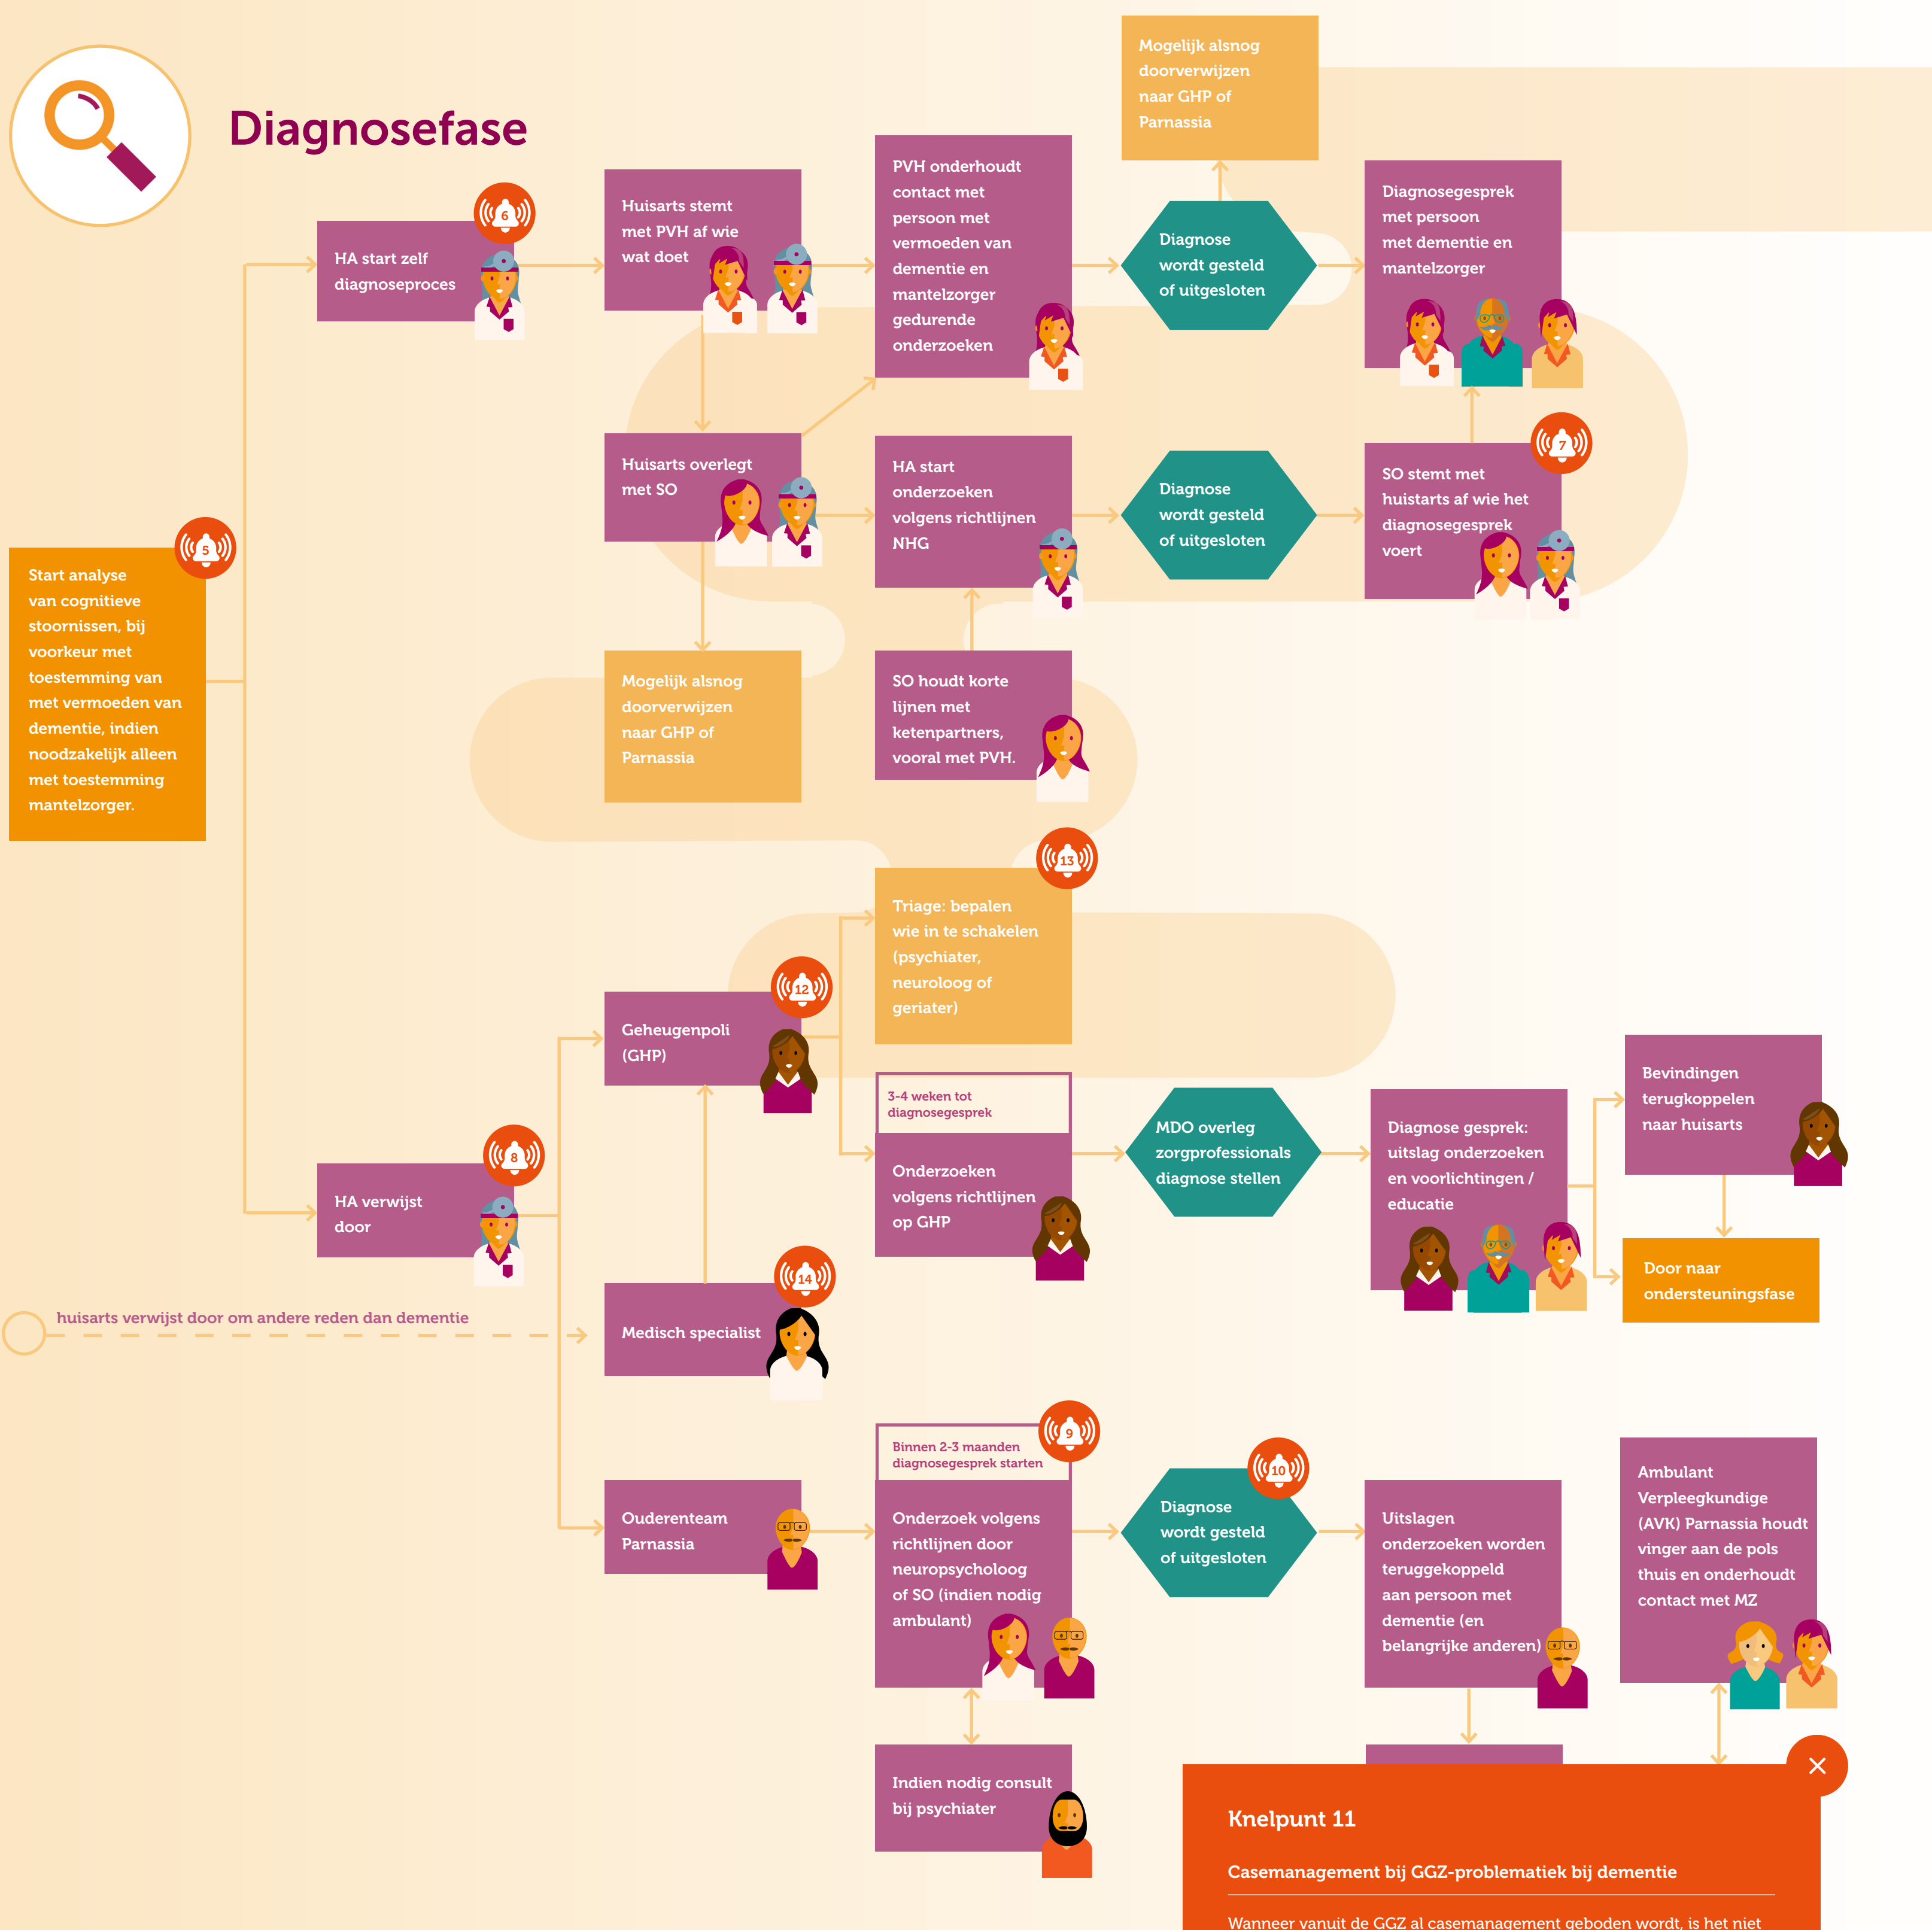 Diagnosefase
Mogelijk alsnog
doorverwijzen
naar GHP of
Parnassia
6
HA start zelf
diagnoseproces
Huisarts stemt
met PVH af wie
wat doet
PVH onderhoudt
contact met
persoon met
vermoeden van
dementie en
mantelzorger
gedurende
onderzoeken
Diagnose
wordt gesteld
of uitgesloten
Diagnosegesprek
met persoon
met dementie en
mantelzorger
5
Start analyse
van cognitieve
stoornissen, bij
voorkeur met
toestemming van
met vermoeden van
dementie, indien
noodzakelijk alleen
met toestemming
mantelzorger.
Huisarts overlegt
met SO
HA start
onderzoeken
volgens richtlijnen
NHG
Diagnose
wordt gesteld
of uitgesloten
7
SO stemt met
huistarts af wie het
diagnosegesprek
voert
Mogelijk alsnog
doorverwijzen
naar GHP of
Parnassia
SO houdt korte
lijnen met
ketenpartners,
vooral met PVH.
13
Triage: bepalen
wie in te schakelen
(psychiater,
neuroloog of
geriater)
12
Geheugenpoli
(GHP)
3-4 weken tot
diagnosegesprek
Onderzoeken
volgens richtlijnen
op GHP
MDO overleg
zorgprofessionals
diagnose stellen
Diagnose gesprek:
uitslag onderzoeken
en voorlichtingen /
educatie
Bevindingen
terugkoppelen
naar huisarts
Door naar
ondersteuningsfase
8
HA verwijst
door
huisarts verwijst door om andere reden dan dementie
14
Medisch specialist
9
Binnen 2-3 maanden
diagnosegesprek starten
Ouderenteam
Parnassia
Onderzoek volgens
richtlijnen door
neuropsycholoog
of SO (indien nodig
ambulant)
10
Diagnose
wordt gesteld
of uitgesloten
Uitslagen
onderzoeken worden
teruggekoppeld
aan persoon met
dementie (en
belangrijke anderen)
Ambulant
Verpleegkundige
(AVK) Parnassia houdt
vinger aan de pols
thuis en onderhoudt
contact met MZ
Indien nodig consult
bij psychiater
Knelpunt 11
Casemanagement bij GGZ-problematiek bij dementie
Wanneer vanuit de GGZ al casemanagement geboden wordt, is het niet